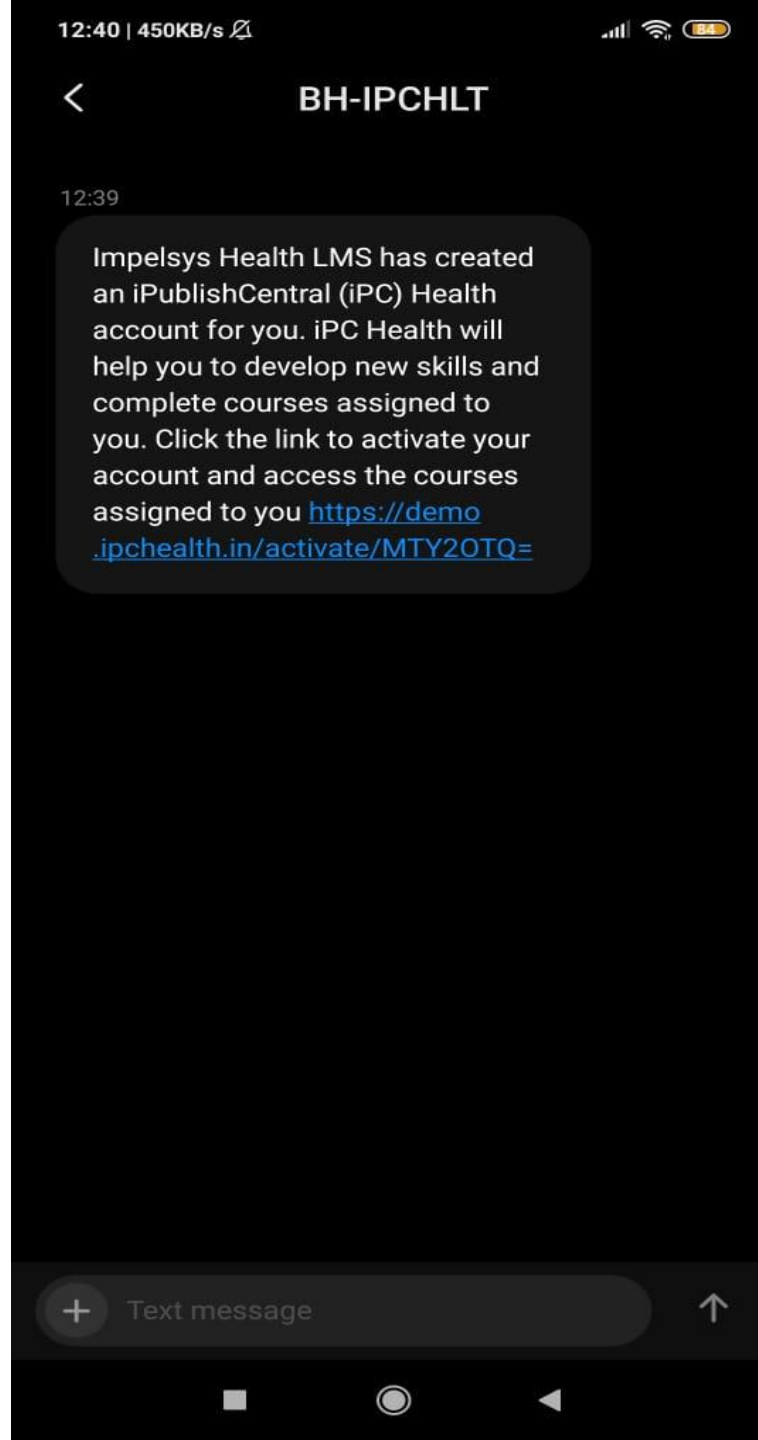 12:40 | 450KB/s
84
BH-IPCHLT
12:39
Impelsys Health LMS has created
an iPublishCentral (iPC) Health
account for you. iPC Health will
help you to develop new skills and
complete courses assigned to
you. Click the link to activate your
account and access the courses
assigned to you https://demo
.ipchealth.in/activate/MTY2OTQ=
Text message